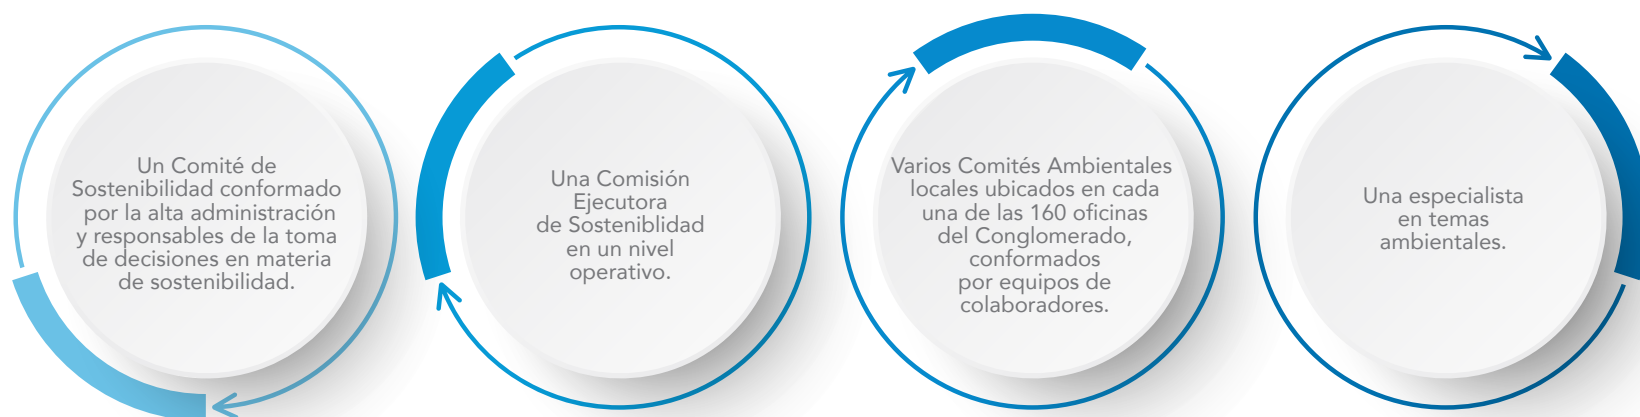 Un Comité de
Sostenibilidad conformado
por la alta administración
y responsables de la toma
de decisiones en materia
de sostenibilidad.
Una Comisión
Ejecutora
de Sosteniblidad
en un nivel
operativo.
Varios Comités Ambientales
locales ubicados en cada
una de las 160 oficinas
del Conglomerado,
conformados
por equipos de
colaboradores.
Una especialista
en temas
ambientales.